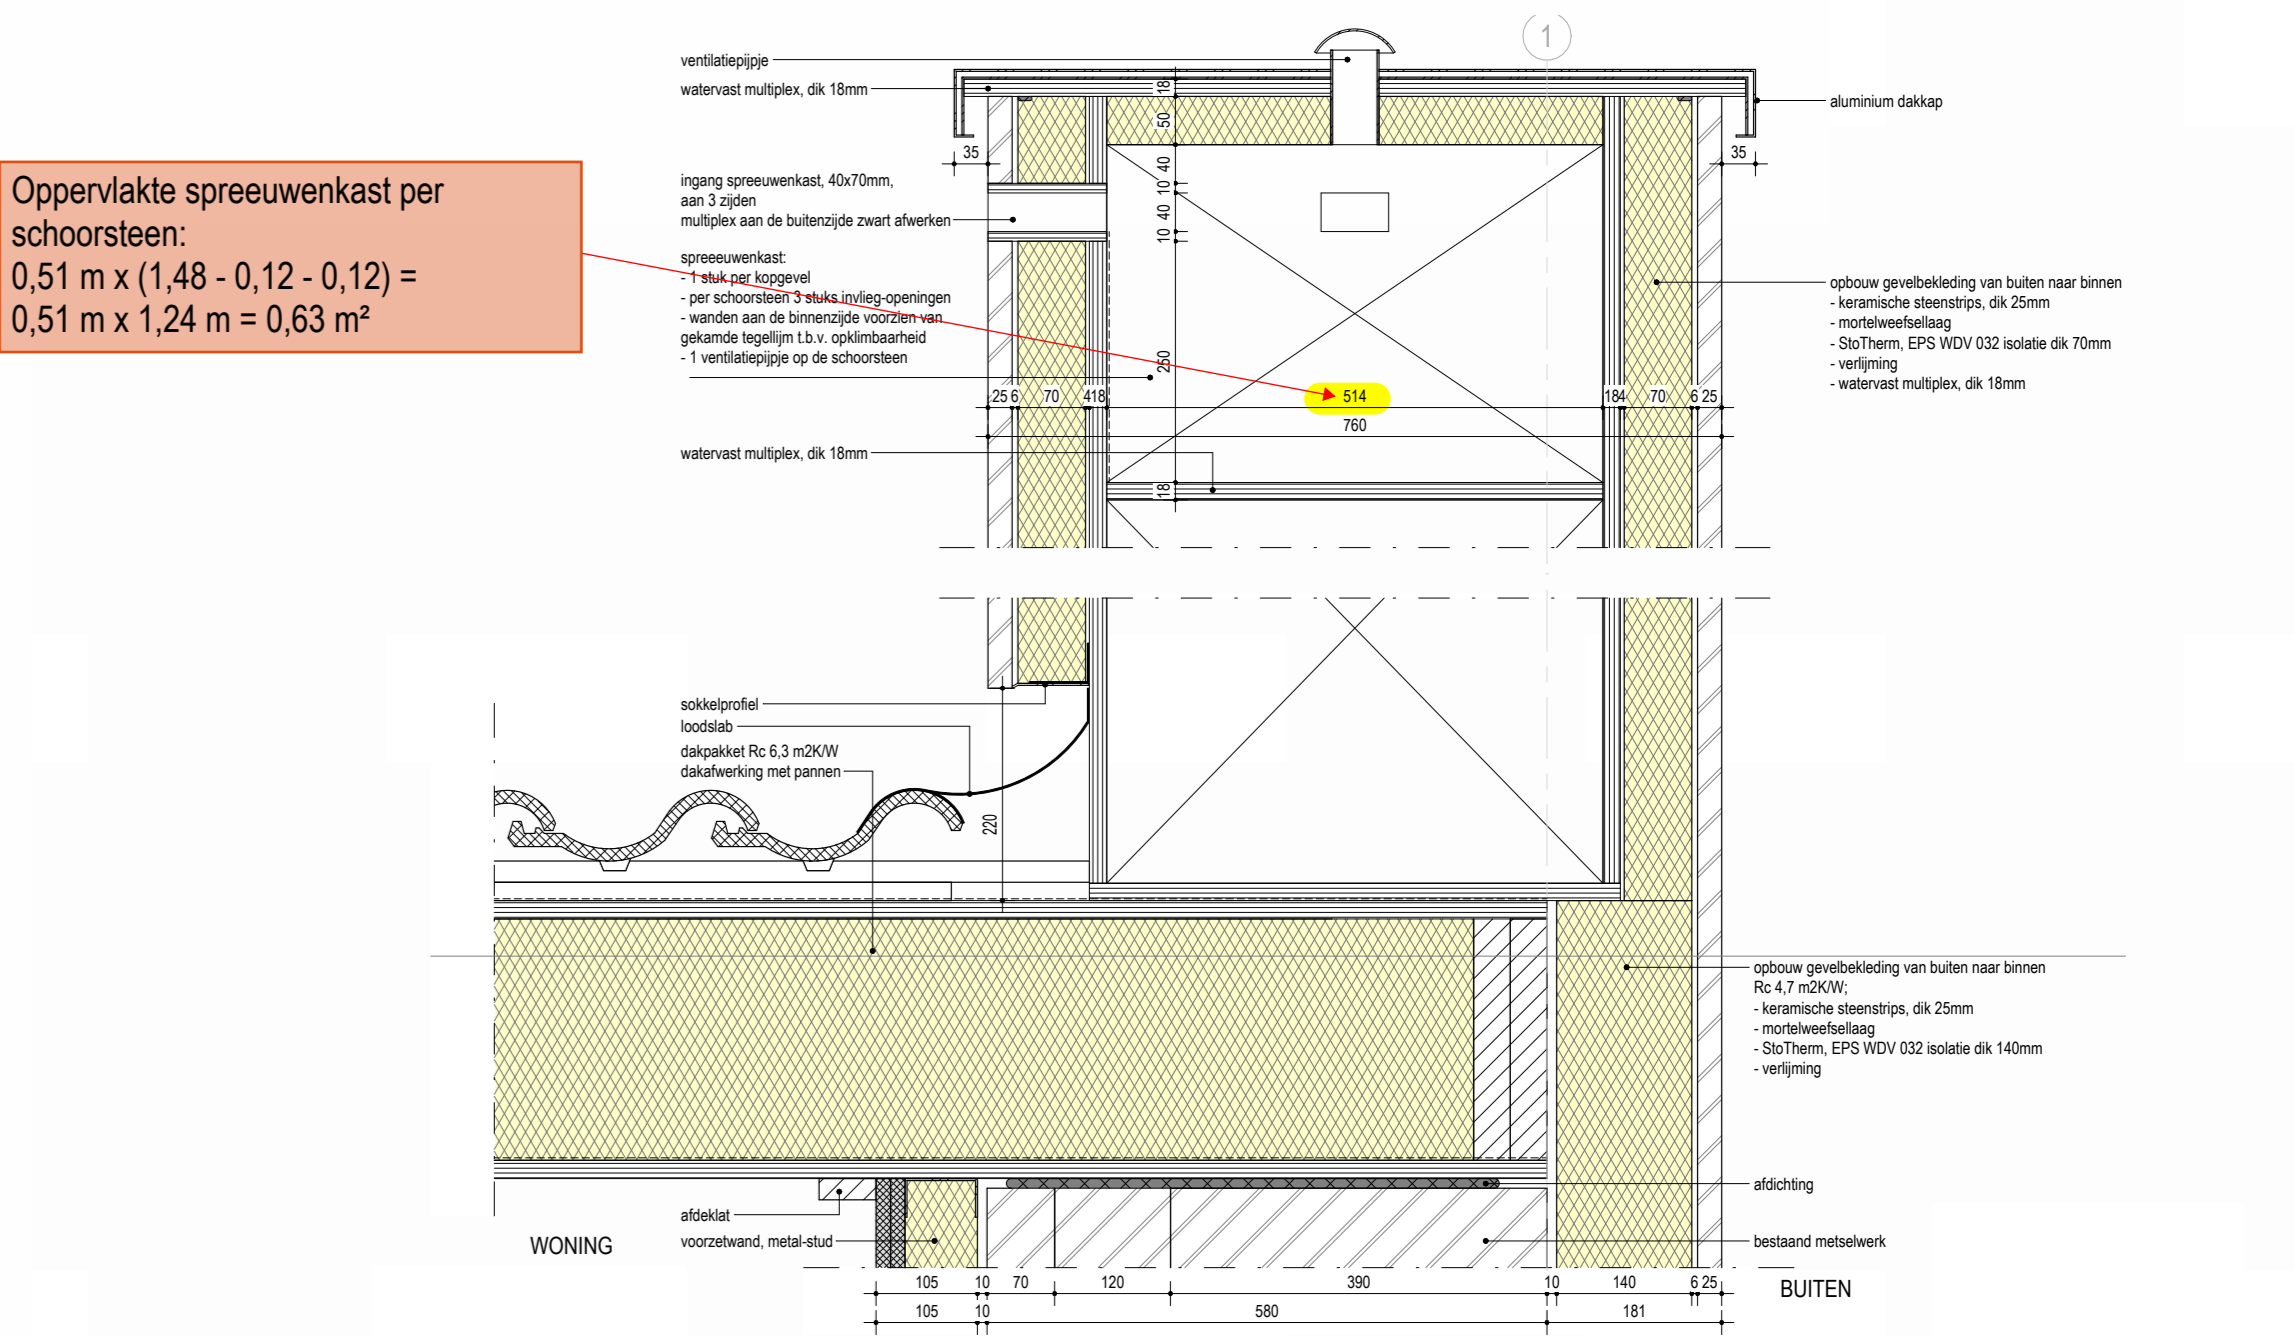 1
ventilatiepijpje
watervast multiplex, dik 18mm
aluminium dakkap
18
50
35
35
40
10
40
10
Oppervlakte spreeuwenkast per
schoorsteen:
0,51 m x (1,48 - 0,12 - 0,12) =
0,51 m x 1,24 m = 0,63 m²
ingang spreeuwenkast, 40x70mm,
aan 3 zijden
multiplex aan de buitenzijde zwart afwerken
spreeeuwenkast:
- 1 stuk per kopgevel
- per schoorsteen 3 stuks invlieg-openingen
- wanden aan de binnenzijde voorzien van
gekamde tegellijm t.b.v. opklimbaarheid
- 1 ventilatiepijpje op de schoorsteen
opbouw gevelbekleding van buiten naar binnen
- keramische steenstrips, dik 25mm
- mortelweefsellaag
- StoTherm, EPS WDV 032 isolatie dik 70mm
- verlijming
- watervast multiplex, dik 18mm
250
25 6 70 4 18 514 18 4 70 6 25
760
watervast multiplex, dik 18mm
18
sokkelprofiel
loodslab
dakpakket Rc 6,3 m2K/W
dakafwerking met pannen
220
opbouw gevelbekleding van buiten naar binnen
Rc 4,7 m2K/W;
- keramische steenstrips, dik 25mm
- mortelweefsellaag
- StoTherm, EPS WDV 032 isolatie dik 140mm
- verlijming
afdichting
afdeklat
voorzetwand, metal-stud
bestaand metselwerk
WONING
BUITEN
105 10 70 120 390 10 140 6 25
105 10 580 181